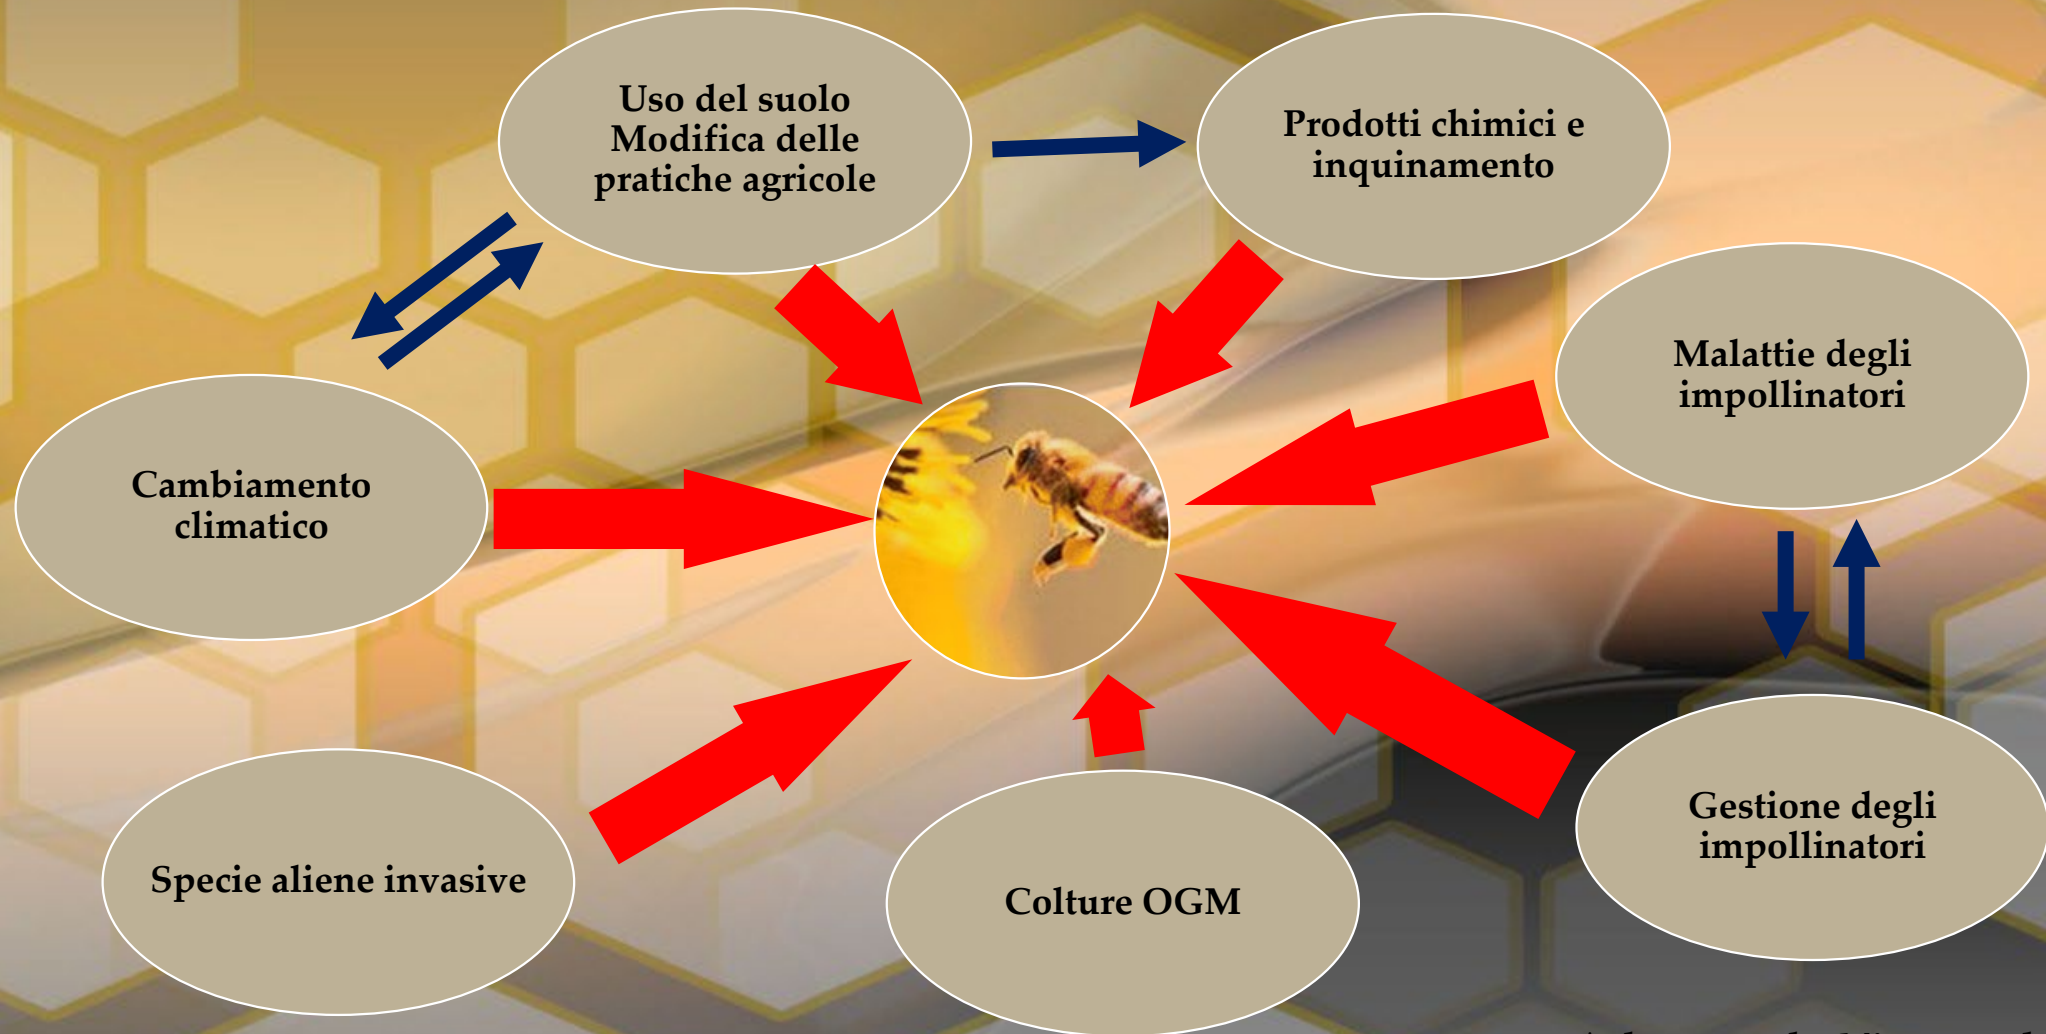 Uso del suolo
Modifica delle
pratiche agricole
Prodotti chimici e
inquinamento
Malattie degli
impollinatori
Cambiamento
climatico
Gestione degli
impollinatori
Specie aliene invasive
Colture OGM